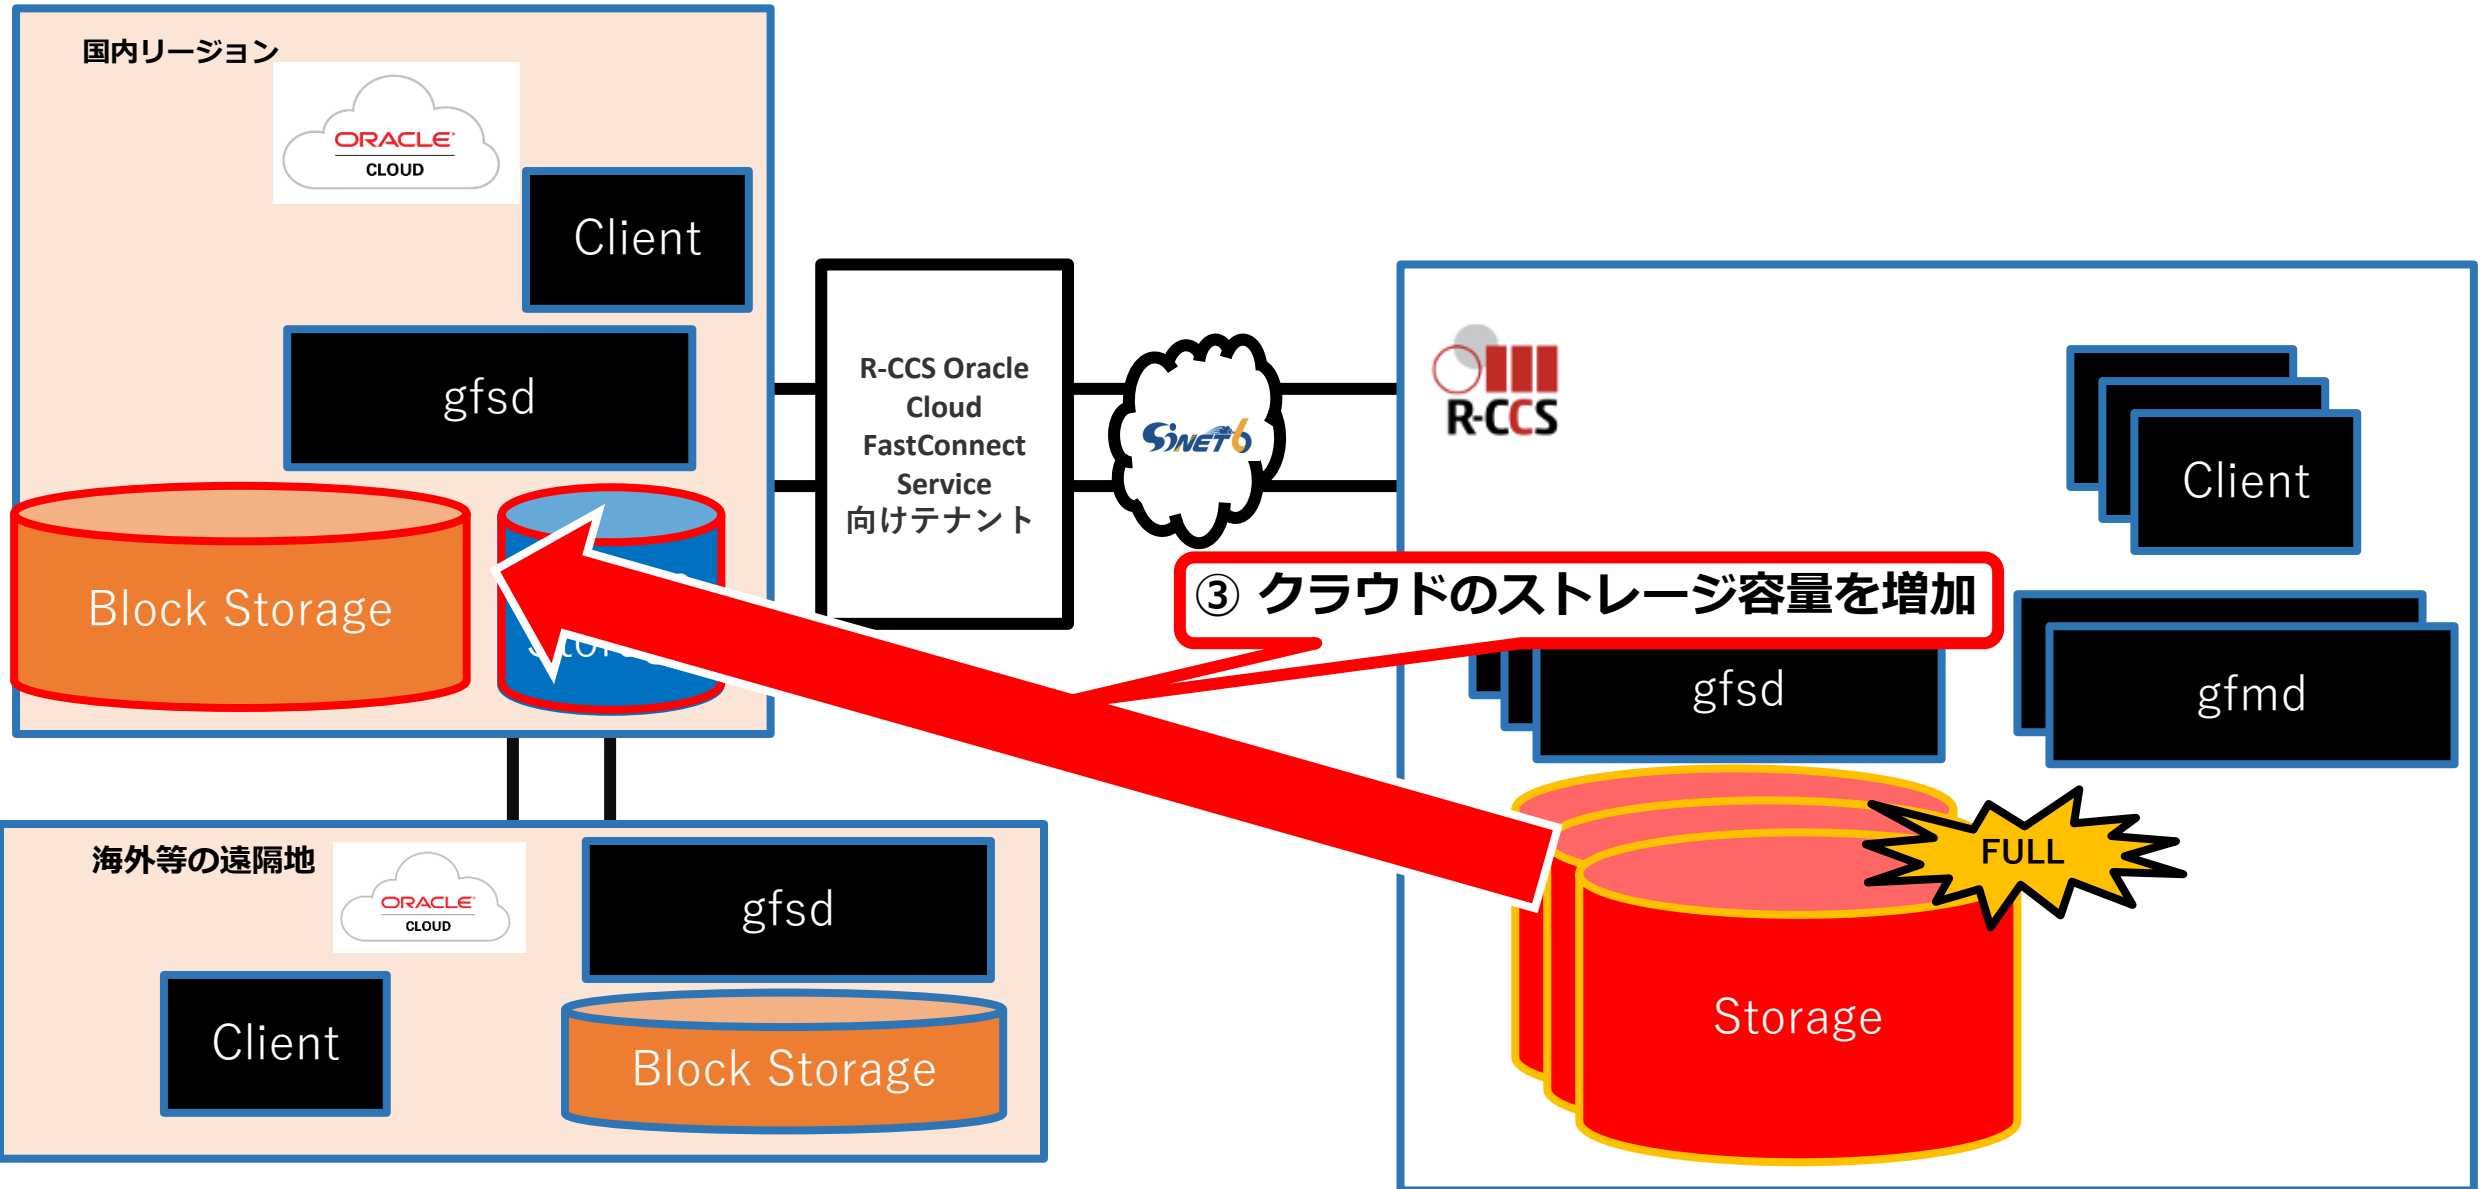 国内リージョン
ORACLE
CLOUD
Client
gfsd
Block Storage
R-CCS Oracle
Cloud
FastConnect
Service
向けテナント
SINET6
R-CCS
Client
③ クラウドのストレージ容量を増加
gfsd
gfmd
FULL
Storage
海外等の遠隔地
ORACLE
CLOUD
gfsd
Client
Block Storage